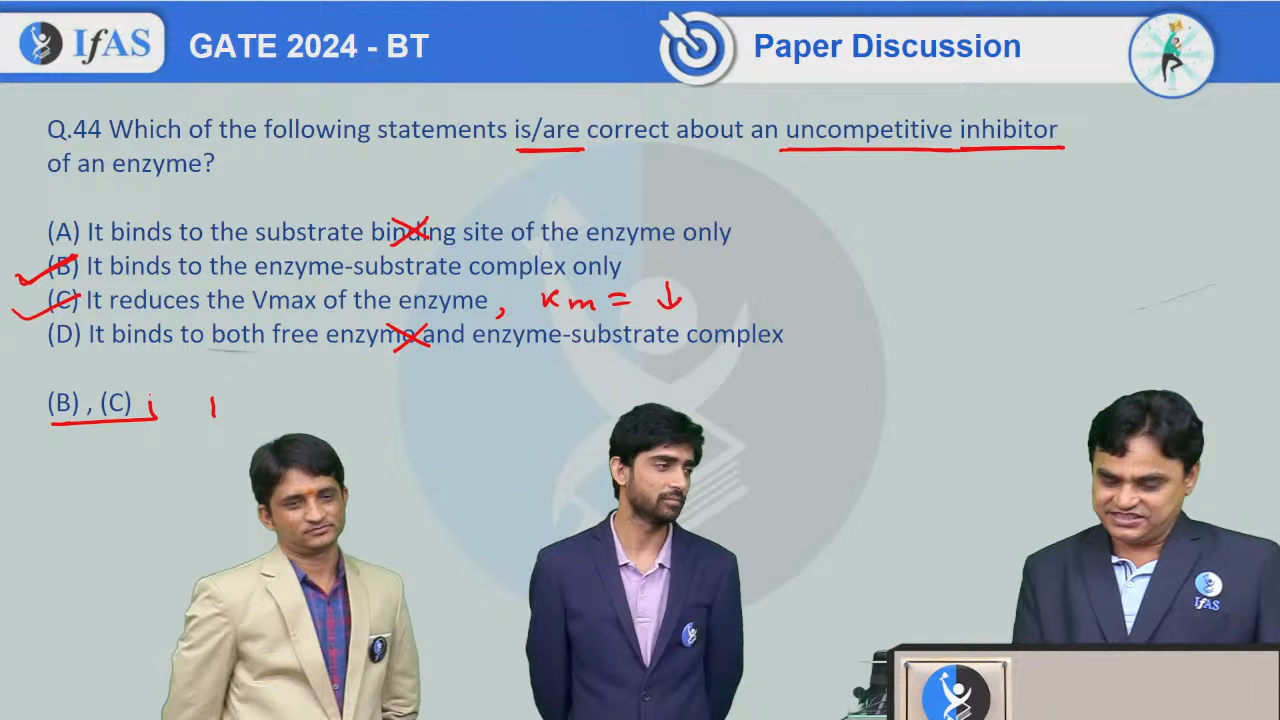 IfAS
GATE 2024 - BT
Paper Discussion
Q.44 Which of the following statements is/are correct about an uncompetitive inhibitor
of an enzyme?
(A) It binds to the substrate binding site of the enzyme only
(B) It binds to the enzyme-substrate complex only
(C) It reduces the Vmax of the enzyme , Km = ↓
(D) It binds to both free enzyme and enzyme-substrate complex
(B) , (C)
IfAS